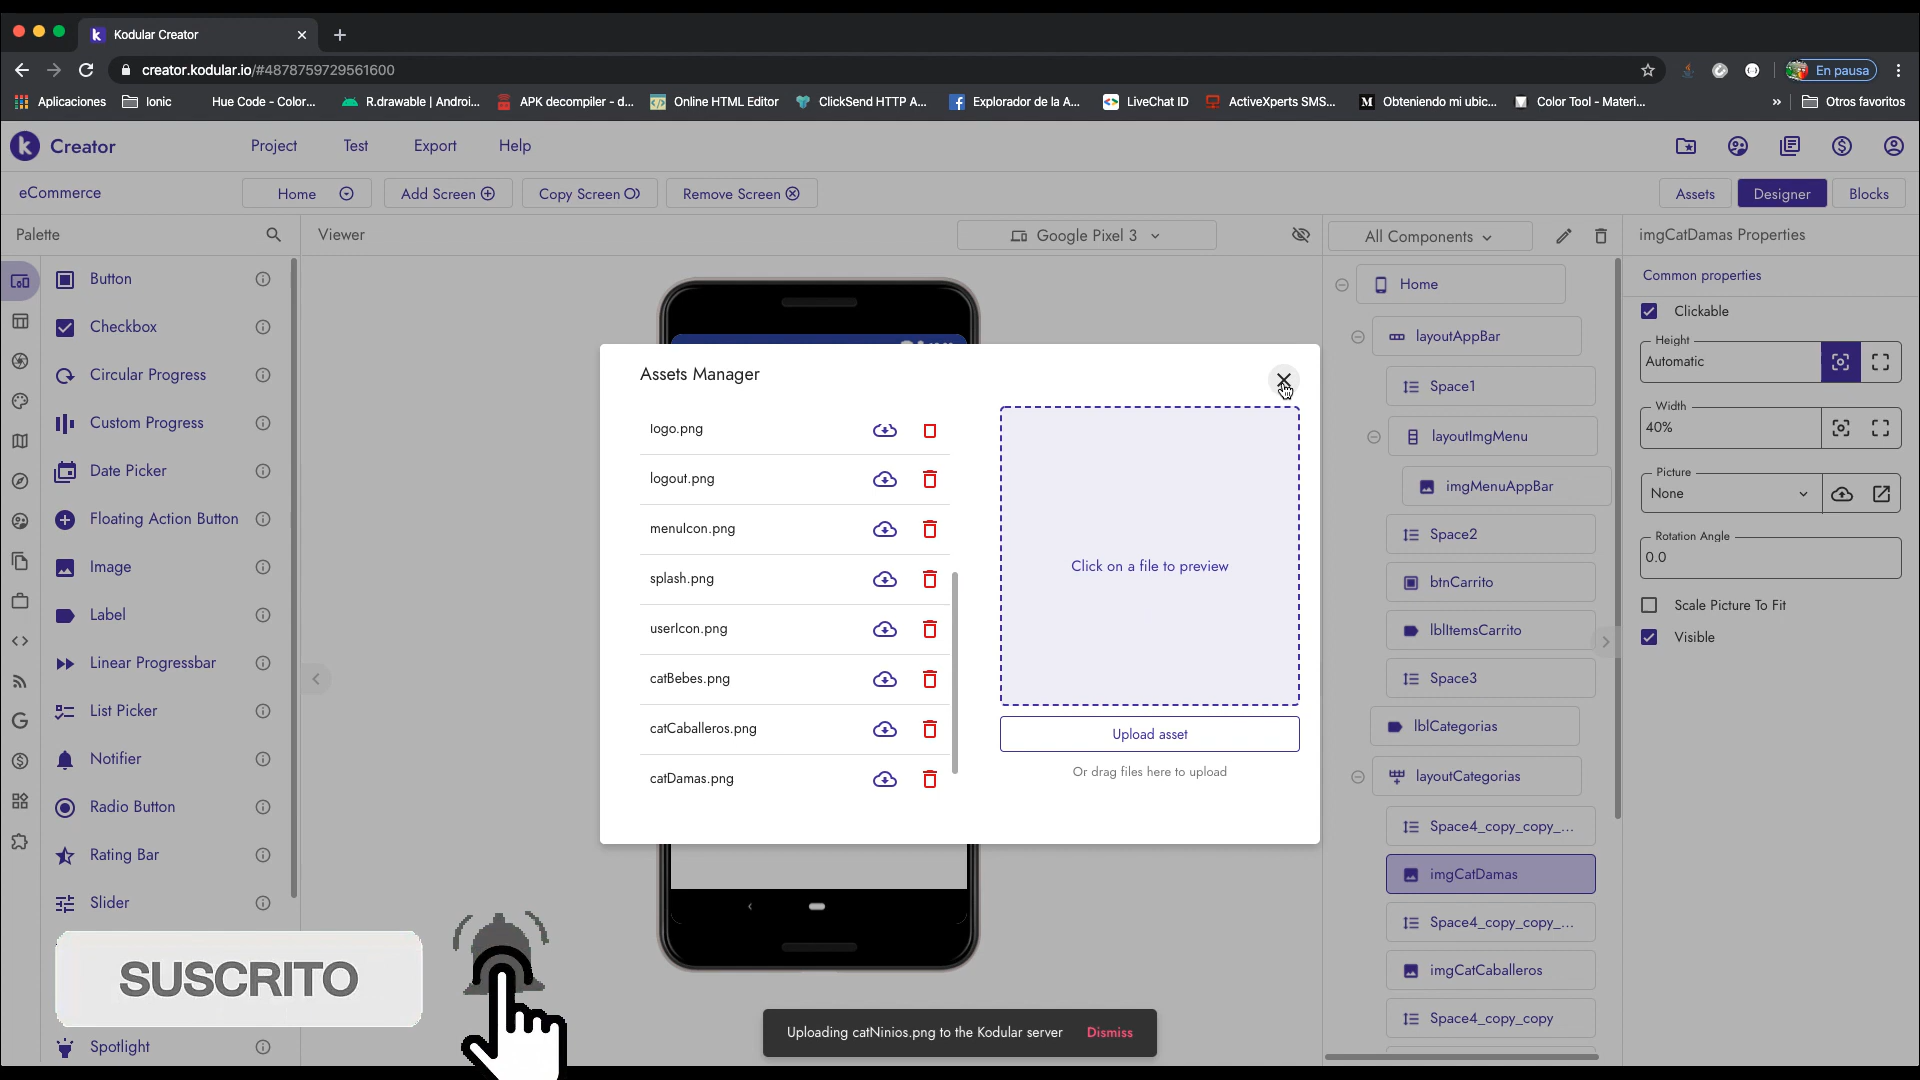 Kodular Creator
creator.kodular.io/#4878759729561600
En pausa
Aplicaciones
Ionic
Hue Code - Color...
R.drawable | Androi...
APK decompiler - d...
Online HTML Editor
ClickSend HTTP A...
Explorador de la A...
LiveChat ID
ActiveXperts SMS...
Obteniendo mi ubic...
Color Tool - Materi...
»
Otros favoritos
Creator
Project
Test
Export
Help
eCommerce
Home
Add Screen
Copy Screen
Remove Screen
Assets
Designer
Blocks
Palette
Viewer
Google Pixel 3
All Components
imgCatDamas Properties
Button
Checkbox
Circular Progress
Custom Progress
Date Picker
Floating Action Button
Image
Label
Linear Progressbar
List Picker
Notifier
Radio Button
Rating Bar
Slider
Spotlight
Assets Manager
logo.png
logout.png
menuIcon.png
splash.png
userIcon.png
catBebes.png
catCaballeros.png
catDamas.png
Click on a file to preview
Upload asset
Or drag files here to upload
Home
layoutAppBar
Space1
layoutImgMenu
imgMenuAppBar
Space2
btnCarrito
lblItemsCarrito
Space3
lblCategorias
layoutCategorias
Space4_copy_copy_...
imgCatDamas
Space4_copy_copy_...
imgCatCaballeros
Space4_copy_copy
Common properties
Clickable
Height
Automatic
Width
40%
Picture
None
Rotation Angle
0.0
Scale Picture To Fit
Visible
SUSCRITO
Uploading catNinios.png to the Kodular server
Dismiss